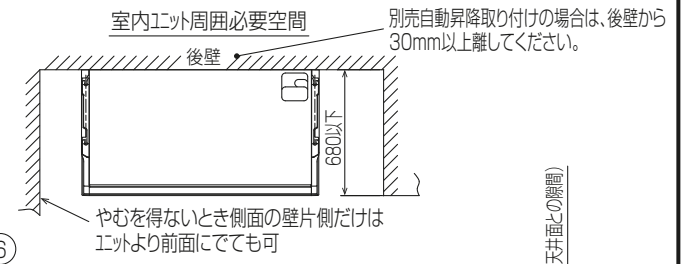 室内ユニット周囲必要空間
別売自動昇降取り付けの場合は、後壁から
30mm以上離してください。
後壁
680以下
やむを得ないとき側面の壁片側だけは
ユニットより前面にでても可
天井面との隙間)